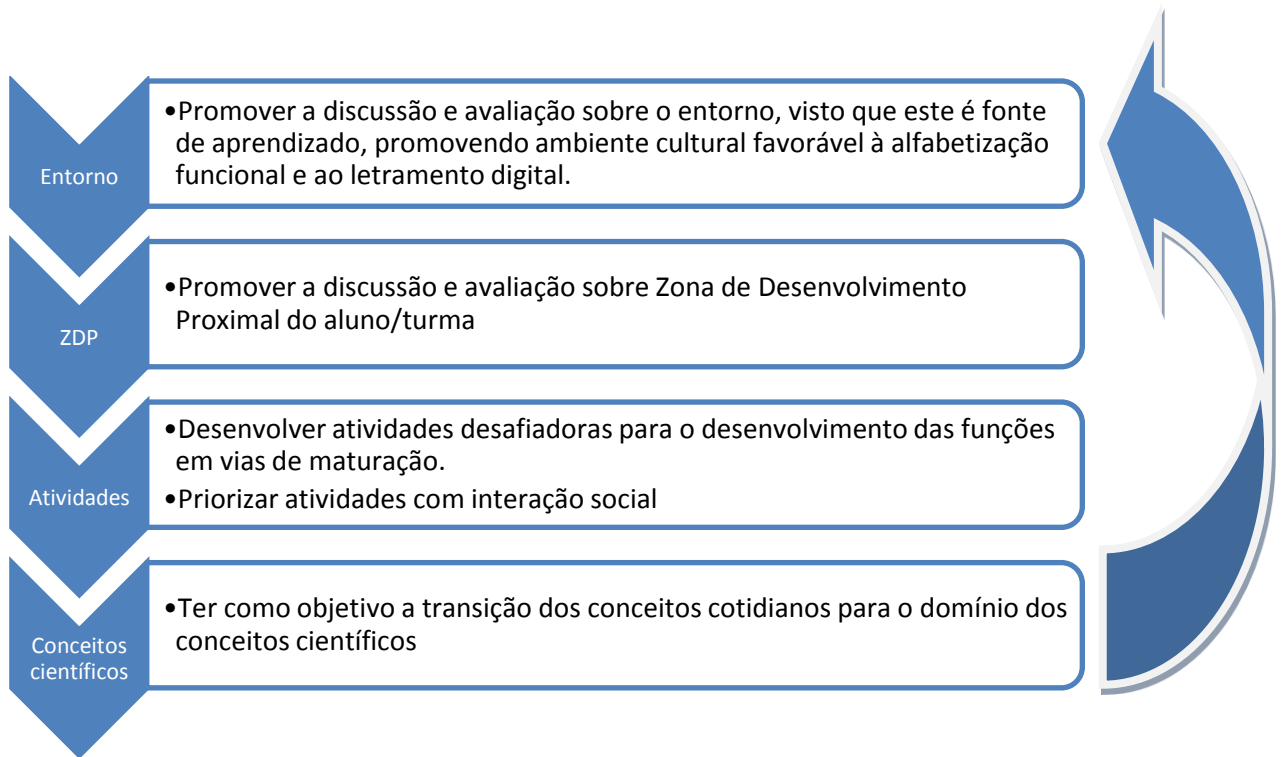 Entorno
•Promover a discussão e avaliação sobre o entorno, visto que este é fonte
de aprendizado, promovendo ambiente cultural favorável à alfabetização
funcional e ao letramento digital.
ZDP
•Promover a discussão e avaliação sobre Zona de Desenvolvimento
Proximal do aluno/turma
Atividades
•Desenvolver atividades desafiadoras para o desenvolvimento das funções
em vias de maturação.
•Priorizar atividades com interação social
Conceitos
científicos
•Ter como objetivo a transição dos conceitos cotidianos para o domínio dos
conceitos científicos